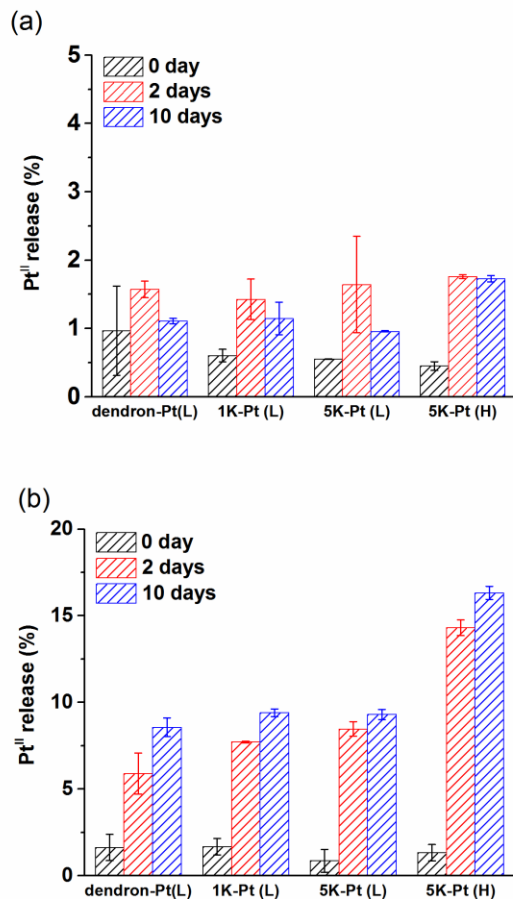 (a)
5
4
3
2
1
0
Pt^II release (%)
0 day
2 days
10 days
dendron-Pt(L) 1K-Pt (L) 5K-Pt (L) 5K-Pt (H)
(b)
20
15
10
5
0
Pt^II release (%)
0 day
2 days
10 days
dendron-Pt(L) 1K-Pt (L) 5K-Pt (L) 5K-Pt (H)